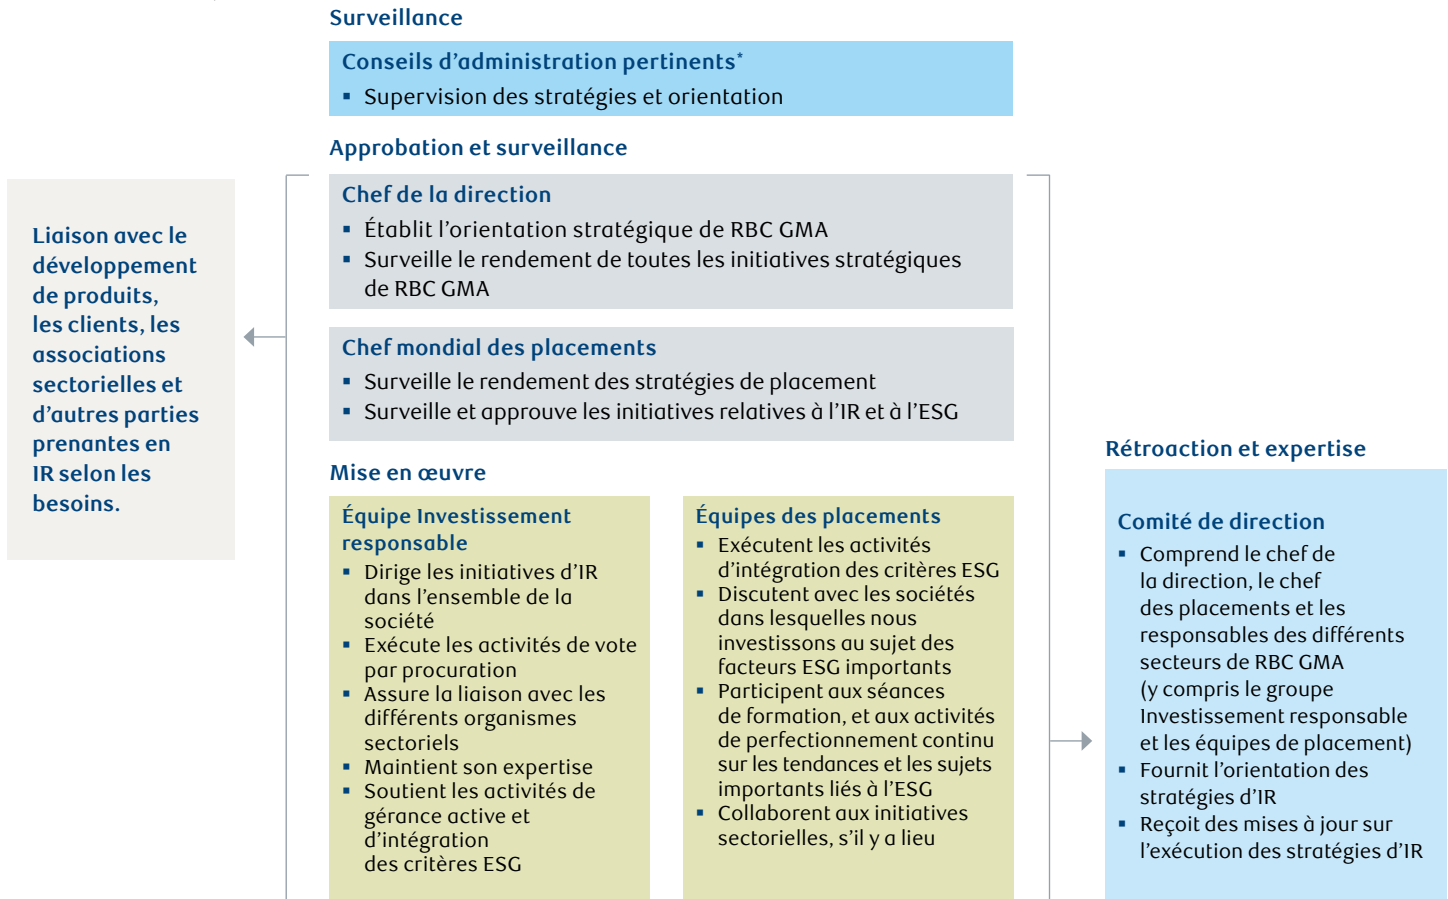 Surveillance
Conseils d’administration pertinents*
▪ Supervision des stratégies et orientation
Approbation et surveillance
Chef de la direction
▪ Établit l’orientation stratégique de RBC GMA
▪ Surveille le rendement de toutes les initiatives stratégiques
de RBC GMA
Liaison avec le
développement
de produits,
les clients, les
associations
sectorielles et
d’autres parties
prenantes en
IR selon les
besoins.
Chef mondial des placements
▪ Surveille le rendement des stratégies de placement
▪ Surveille et approuve les initiatives relatives à l’IR et à l’ESG
Mise en œuvre
Équipe Investissement
responsable
▪ Dirige les initiatives d’IR
dans l’ensemble de la
société
▪ Exécute les activités de vote
par procuration
▪ Assure la liaison avec les
différents organismes
sectoriels
▪ Maintient son expertise
▪ Soutient les activités de
gérance active et
d’intégration
des critères ESG
Équipes des placements
▪ Exécutent les activités
d’intégration des critères ESG
▪ Discutent avec les sociétés
dans lesquelles nous
investissons au sujet des
facteurs ESG importants
▪ Participent aux séances
de formation, et aux activités
de perfectionnement continu
sur les tendances et les sujets
importants liés à l’ESG
▪ Collaborent aux initiatives
sectorielles, s’il y a lieu
Rétroaction et expertise
Comité de direction
▪ Comprend le chef de
la direction, le chef
des placements et les
responsables des différents
secteurs de RBC GMA
(y compris le groupe
Investissement responsable
et les équipes de placement)
▪ Fournit l’orientation des
stratégies d’IR
▪ Reçoit des mises à jour sur
l’exécution des stratégies d’IR